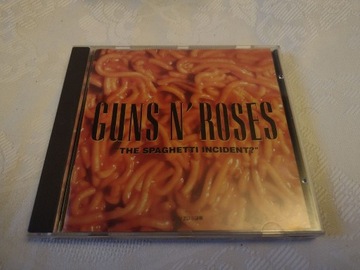 GUNS N' ROSES
"THE SPAGHETTI INCIDENT?"